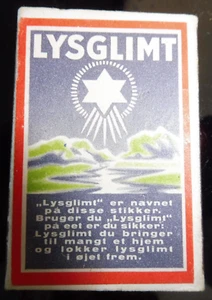 LYSGLIMT
„Lysglimt" er navnet
på disse stikker.
Bruger du „Lysglimt"
på eet er du sikker:
Lysglimt du bringer
til mangt et hjem
og lokker lysglimt
i øjet frem.